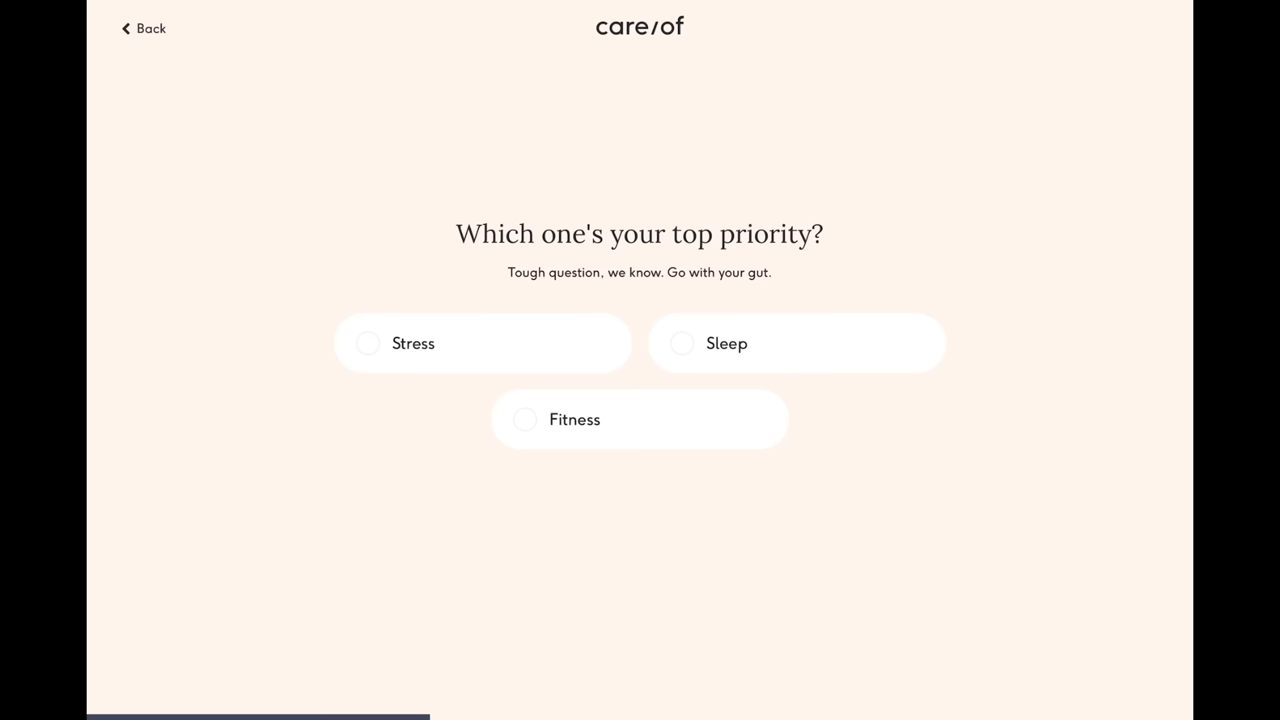 Back
care/of
Which one's your top priority?
Tough question, we know. Go with your gut.
Stress
Sleep
Fitness